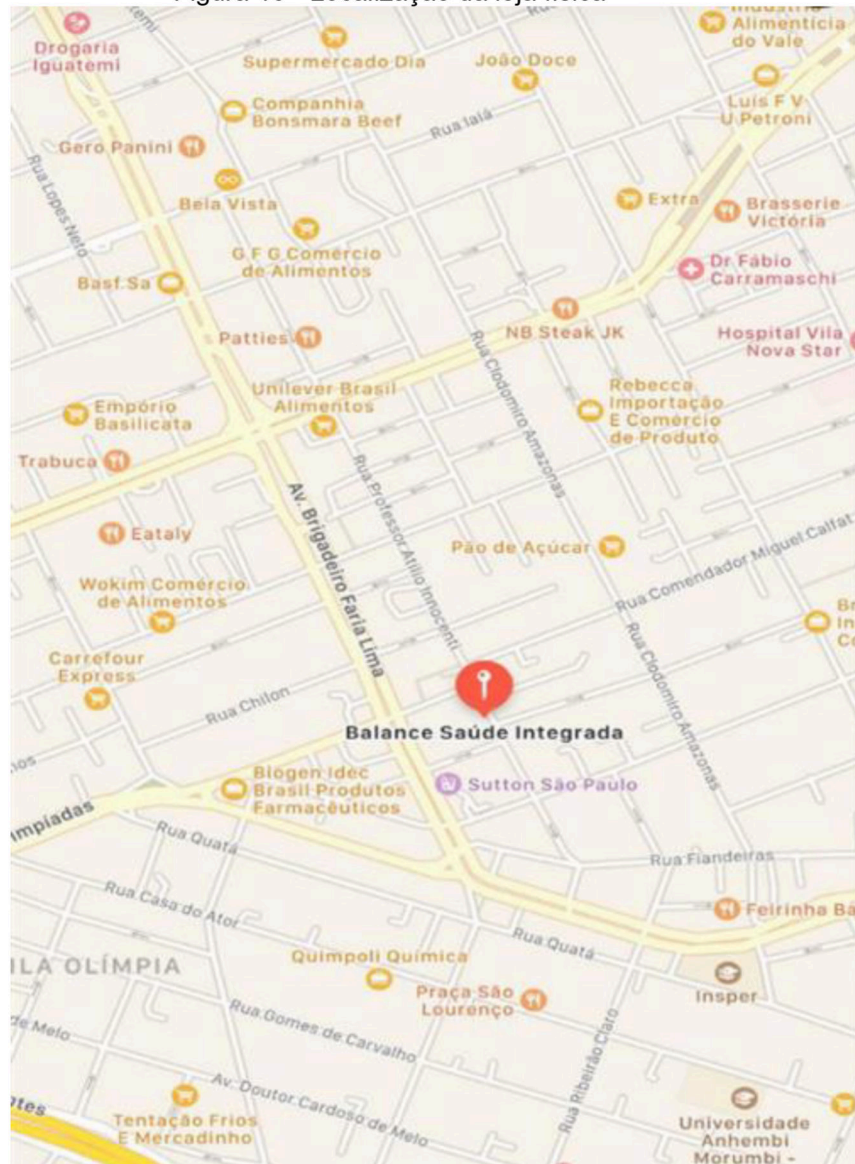 Drogaria
Iguatemi
Supermercado Dia
João Doce
Alimentícia
do Vale
Companhia
Bonsmara Beef
Rua Iaiá
Luis F V
U Petroni
Gero Panini
Rua Lopes Neto
Bela Vista
Extra
Brasserie
Victória
G F G Comércio
de Alimentos
Basf Sa
Dr Fábio
Carramaschi
Patties
NB Steak JK
Hospital Vila
Nova Star
Rua Clodomiro Amazonas
Unilever Brasil
Alimentos
Empório
Basilicata
Rebecca
Importação
E Comércio
de Produto
Trabuca
Rua Professor Atílio Innocenti
Av. Brigadeiro Faria Lima
Eataly
Pão de Açúcar
Rua Comendador Miguel Calfat
Wokim Comércio
de Alimentos
Carrefour
Express
Rua Chilon
Rua Clodomiro Amazonas
Balance Saúde Integrada
Biogen Idec
Brasil Produtos
Farmacêuticos
Sutton São Paulo
Rua Quatá
Rua Fiandeiras
Rua Casa do Ator
Feirinha
Rua Quatá
Quimpoli Química
Insper
Praça São
Lourenço
Rua Gomes de Carvalho
Rua Ribeirão Claro
de Melo
Av. Doutor Cardoso de Melo
Tentação Frios
E Mercadinho
Universidade
Anhembi
Morumbi -